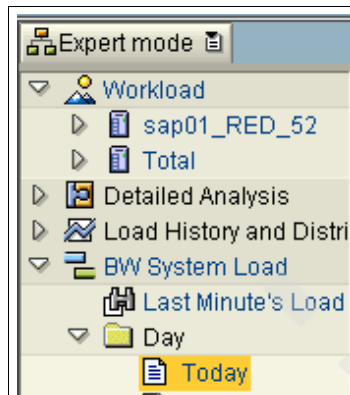 Expert mode
Workload
sap01_RED_52
Total
Detailed Analysis
Load History and Distri
BW System Load
Last Minute's Load
Day
Today